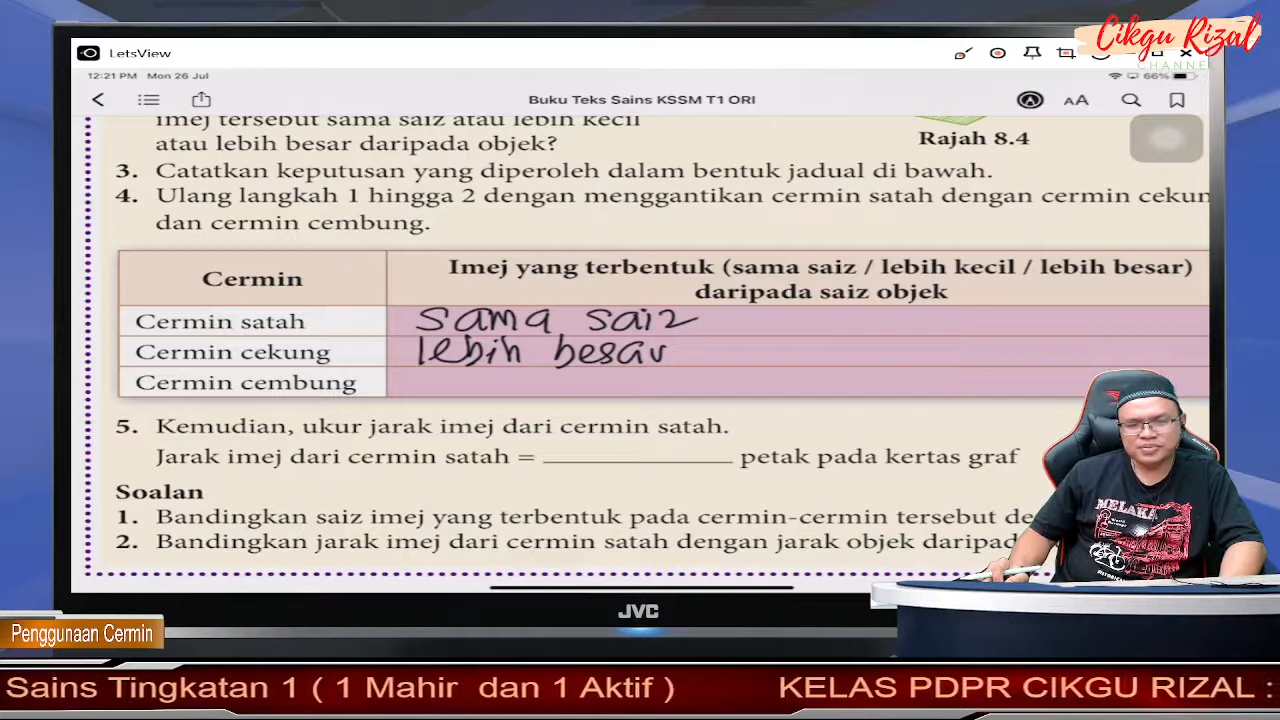 Cikgu Rizal
CHANNEL
LetsView
12:21 PM Mon 26 Jul
66%
Buku Teks Sains KSSM T1 ORI
AA
imej tersebut sama saiz atau lebih kecil
atau lebih besar daripada objek?
Rajah 8.4
3. Catatkan keputusan yang diperoleh dalam bentuk jadual di bawah.
4. Ulang langkah 1 hingga 2 dengan menggantikan cermin satah dengan cermin cekun
dan cermin cembung.
Cermin
Imej yang terbentuk (sama saiz / lebih kecil / lebih besar)
daripada saiz objek
Cermin satah
sama saiz
Cermin cekung
lebih besar
Cermin cembung
5. Kemudian, ukur jarak imej dari cermin satah.
Jarak imej dari cermin satah = ____________ petak pada kertas graf
Soalan
1. Bandingkan saiz imej yang terbentuk pada cermin-cermin tersebut de
2. Bandingkan jarak imej dari cermin satah dengan jarak objek daripad
MELAKA
JVC
Penggunaan Cermin
Sains Tingkatan 1 ( 1 Mahir dan 1 Aktif ) KELAS PDPR CIKGU RIZAL :